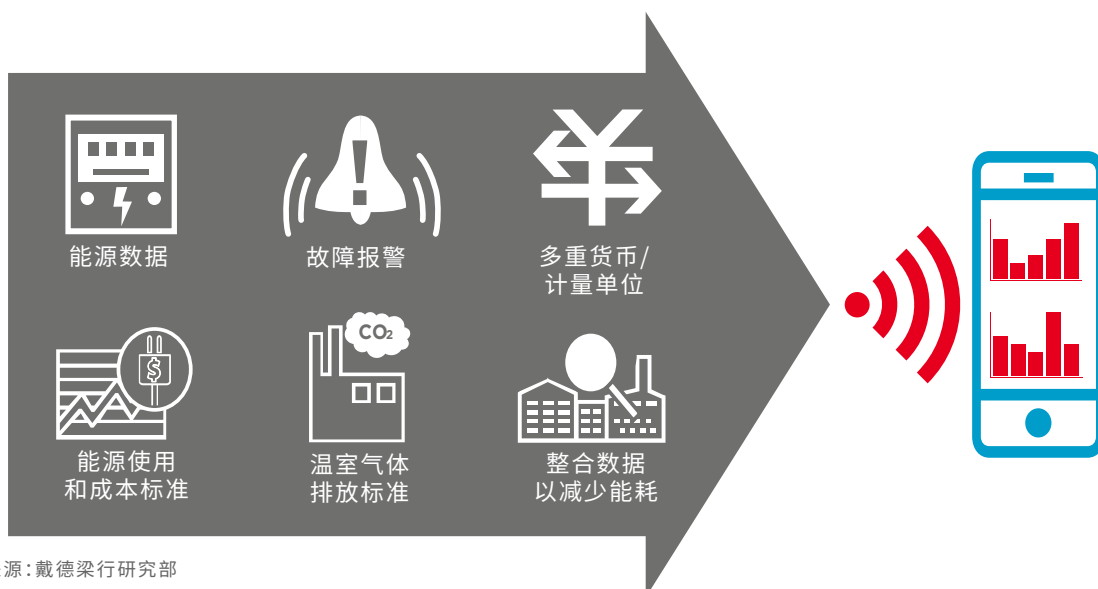 能源数据
故障报警
多重货币/
计量单位
CO₂
$
能源使用
和成本标准
温室气体
排放标准
整合数据
以减少能耗
源:戴德梁行研究部